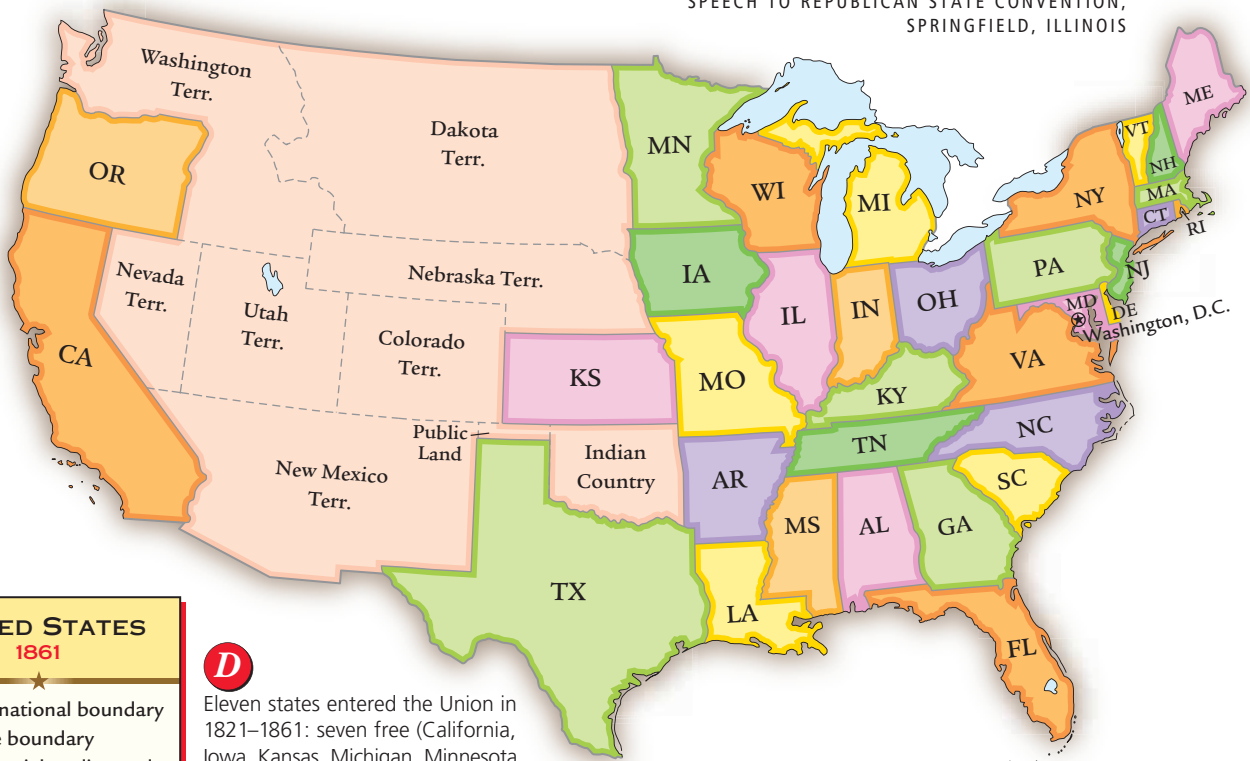 SPEECH TO REPUBLICAN STATE CONVENTION,
SPRINGFIELD, ILLINOIS
Washington
Terr.
OR
CA
Nevada
Terr.
Utah
Terr.
Dakota
Terr.
Nebraska Terr.
Colorado
Terr.
New Mexico
Terr.
Public
Land
Indian
Country
KS
TX
MN
IA
MO
AR
LA
WI
IL
MI
IN
OH
KY
TN
MS
AL
GA
FL
SC
NC
VA
PA
NY
VT
NH
ME
MA
CT
RI
NJ
MD
DE
Washington, D.C.
ED STATES
1861
national boundary
boundary
D
Eleven states entered the Union in
1821–1861: seven free (California,
Iowa, Kansas, Michigan, Minnesota